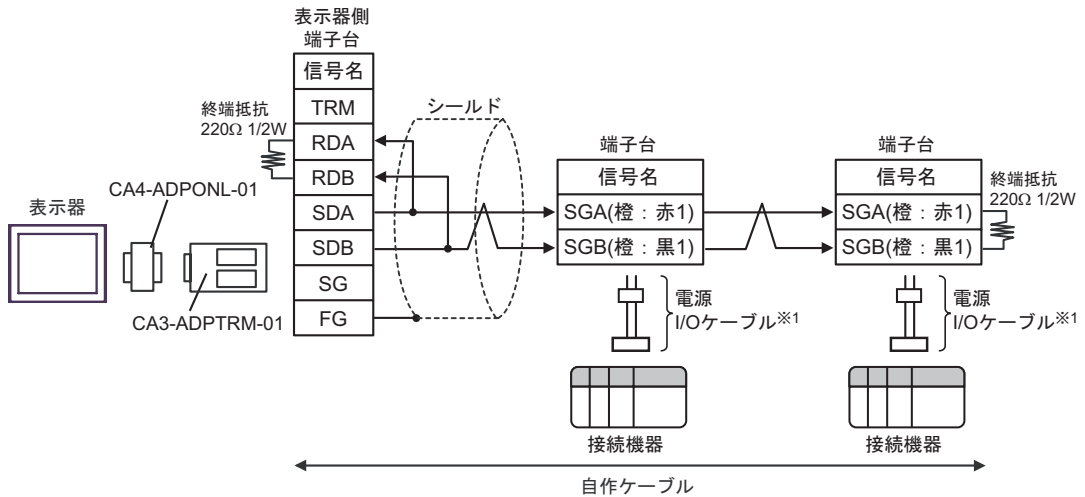 表示器側
端子台
信号名
TRM
RDA
RDB
SDA
SDB
SG
FG
終端抵抗
220Ω 1/2W
シールド
CA4-ADPONL-01
表示器
CA3-ADPTRM-01
端子台
信号名
SGA(橙：赤1)
SGB(橙：黒1)
電源
I/Oケーブル※1
接続機器
端子台
信号名
SGA(橙：赤1)
SGB(橙：黒1)
終端抵抗
220Ω 1/2W
電源
I/Oケーブル※1
接続機器
自作ケーブル